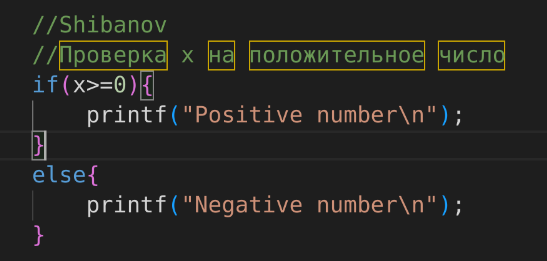 //Shibanov
//Проверка x на положительное число
if(x>=0){
    printf("Positive number\n");
}
else{
    printf("Negative number\n");
}